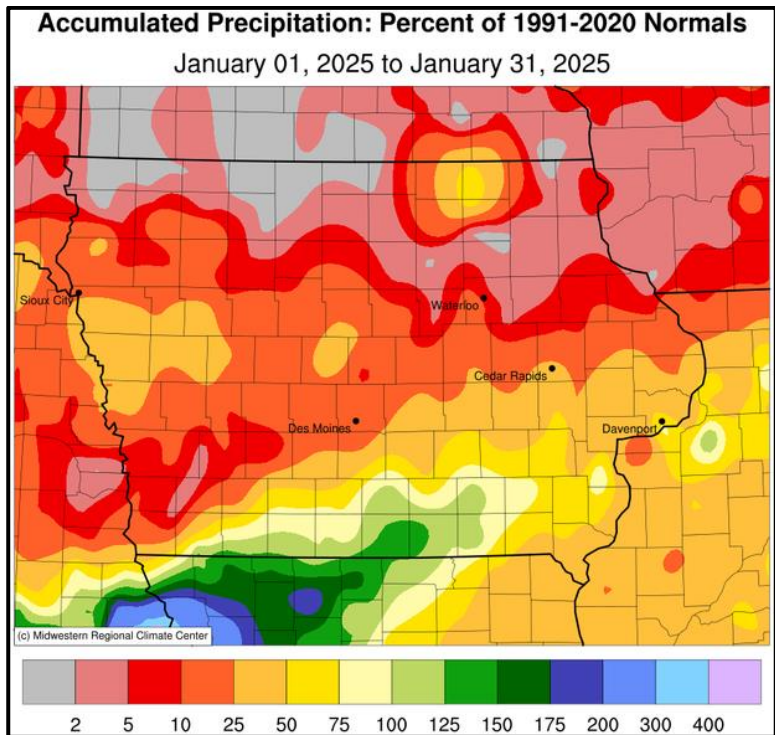 Accumulated Precipitation: Percent of 1991-2020 Normals
January 01, 2025 to January 31, 2025
Sioux City
Waterloo
Cedar Rapids
Des Moines
Davenport
(c) Midwestern Regional Climate Center
2 5 10 25 50 75 100 125 150 175 200 300 400